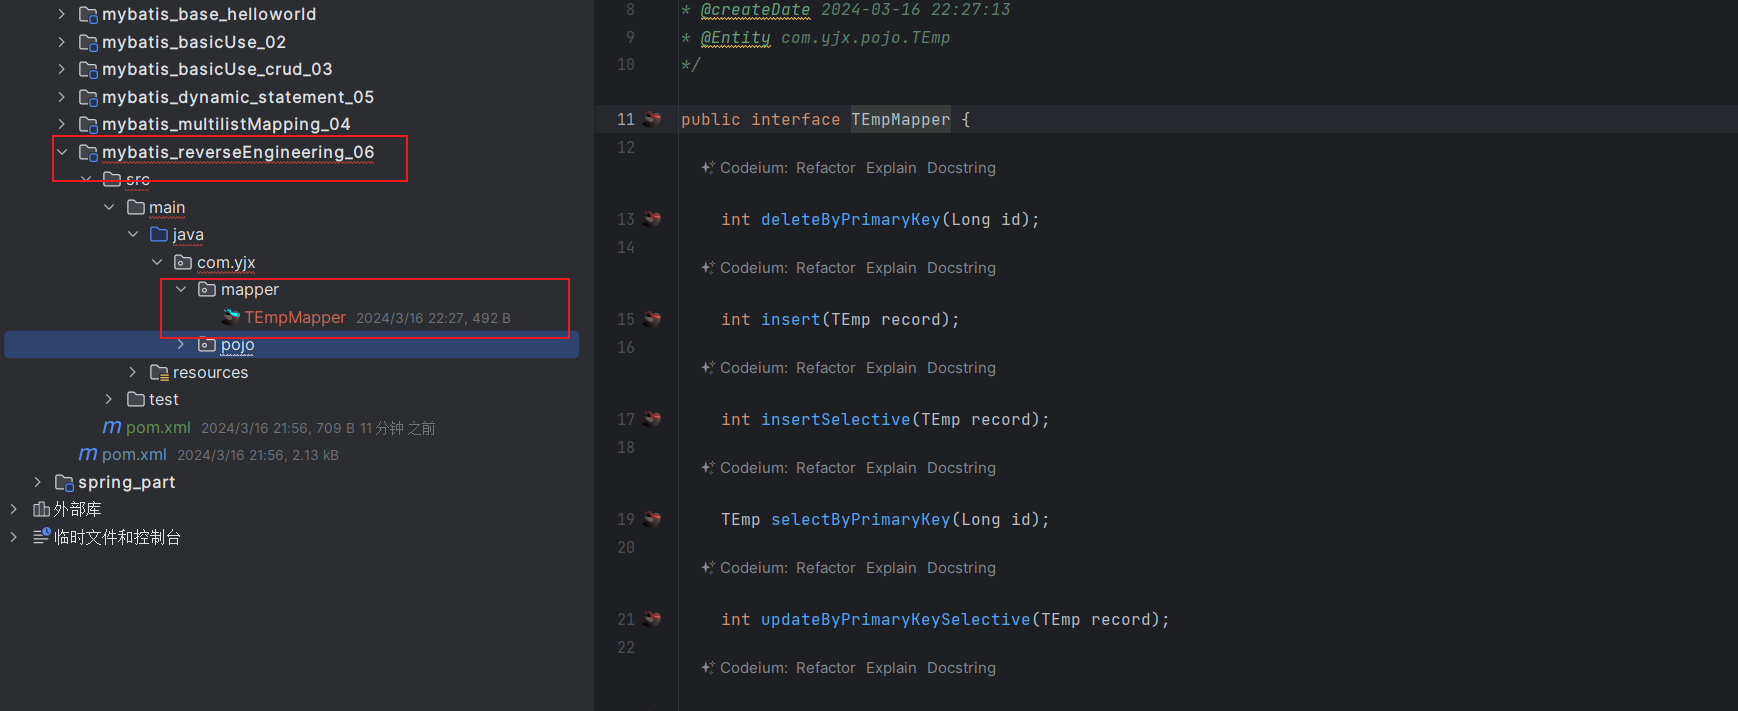 mybatis_base_helloworld
mybatis_basicUse_02
mybatis_basicUse_crud_03
mybatis_dynamic_statement_05
mybatis_multilistMapping_04
mybatis_reverseEngineering_06
src
main
java
com.yjx
mapper
TEmpMapper 2024/3/16 22:27, 492 B
pojo
resources
test
m pom.xml 2024/3/16 21:56, 709 B 11 分钟 之前
m pom.xml 2024/3/16 21:56, 2.13 kB
spring_part
外部库
临时文件和控制台
8 * @createDate 2024-03-16 22:27:13
9 * @Entity com.yjx.pojo.TEmp
10 */
11 public interface TEmpMapper {
12
Codeium: Refactor Explain Docstring
13 int deleteByPrimaryKey(Long id);
14
Codeium: Refactor Explain Docstring
15 int insert(TEmp record);
16
Codeium: Refactor Explain Docstring
17 int insertSelective(TEmp record);
18
Codeium: Refactor Explain Docstring
19 TEmp selectByPrimaryKey(Long id);
20
Codeium: Refactor Explain Docstring
21 int updateByPrimaryKeySelective(TEmp record);
22
Codeium: Refactor Explain Docstring